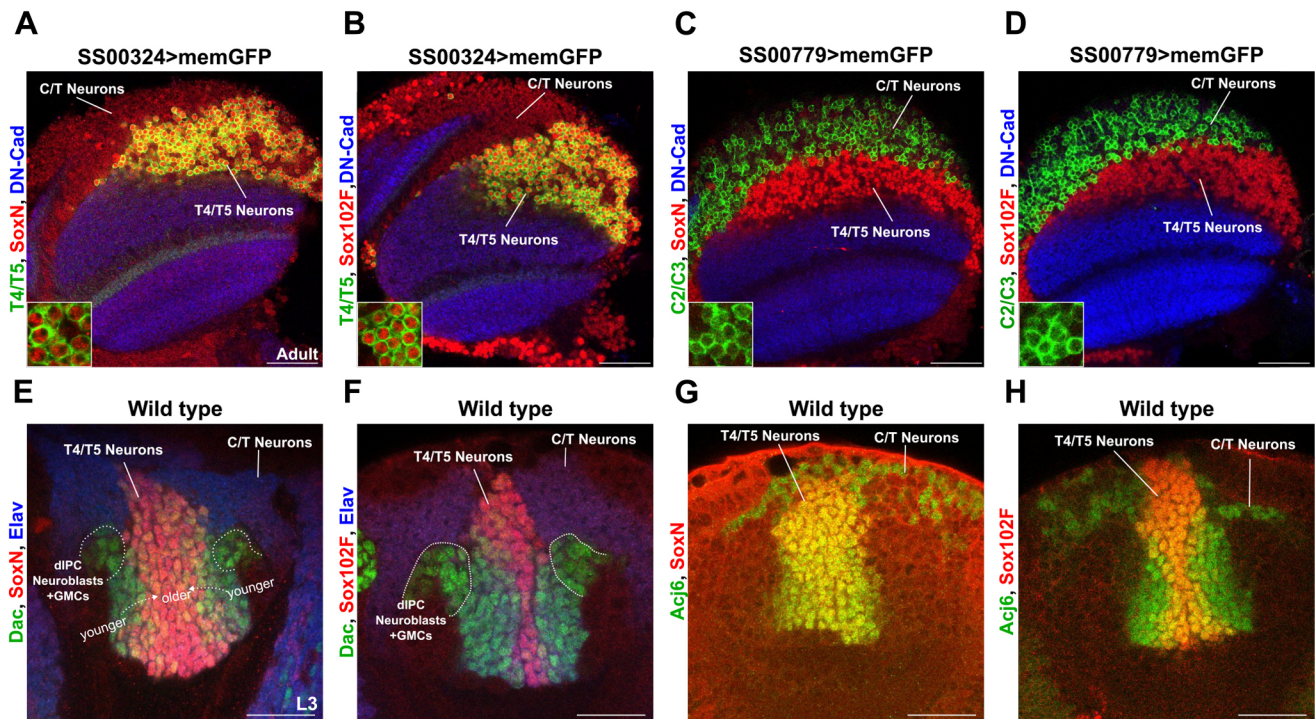 A
SS00324>memGFP
C/T Neurons
T4/T5 Neurons
T4/T5, SoxN, DN-Cad
Adult
B
SS00324>memGFP
C/T Neurons
T4/T5 Neurons
T4/T5, Sox102F,DN-Cad
C
SS00779>memGFP
C/T Neurons
T4/T5 Neurons
C2/C3, SoxN, DN-Cad
D
SS00779>memGFP
C/T Neurons
T4/T5 Neurons
C2/C3, Sox102F, DN-Cad
E
Wild type
T4/T5 Neurons
C/T Neurons
dIPC
Neuroblasts
+GMCs
younger
older
younger
Dac, SoxN, Elav
L3
F
Wild type
T4/T5 Neurons
C/T Neurons
dIPC
Neuroblasts
+GMCs
Dac, Sox102F, Elav
G
Wild type
T4/T5 Neurons
C/T Neurons
Acj6, SoxN
H
Wild type
T4/T5 Neurons
C/T Neurons
Acj6, Sox102F